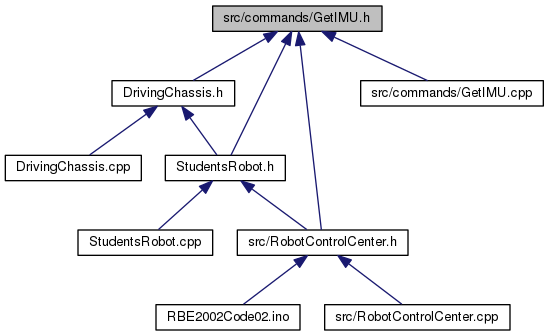 src/commands/GetIMU.h
DrivingChassis.h
src/commands/GetIMU.cpp
DrivingChassis.cpp
StudentsRobot.h
StudentsRobot.cpp
src/RobotControlCenter.h
RBE2002Code02.ino
src/RobotControlCenter.cpp